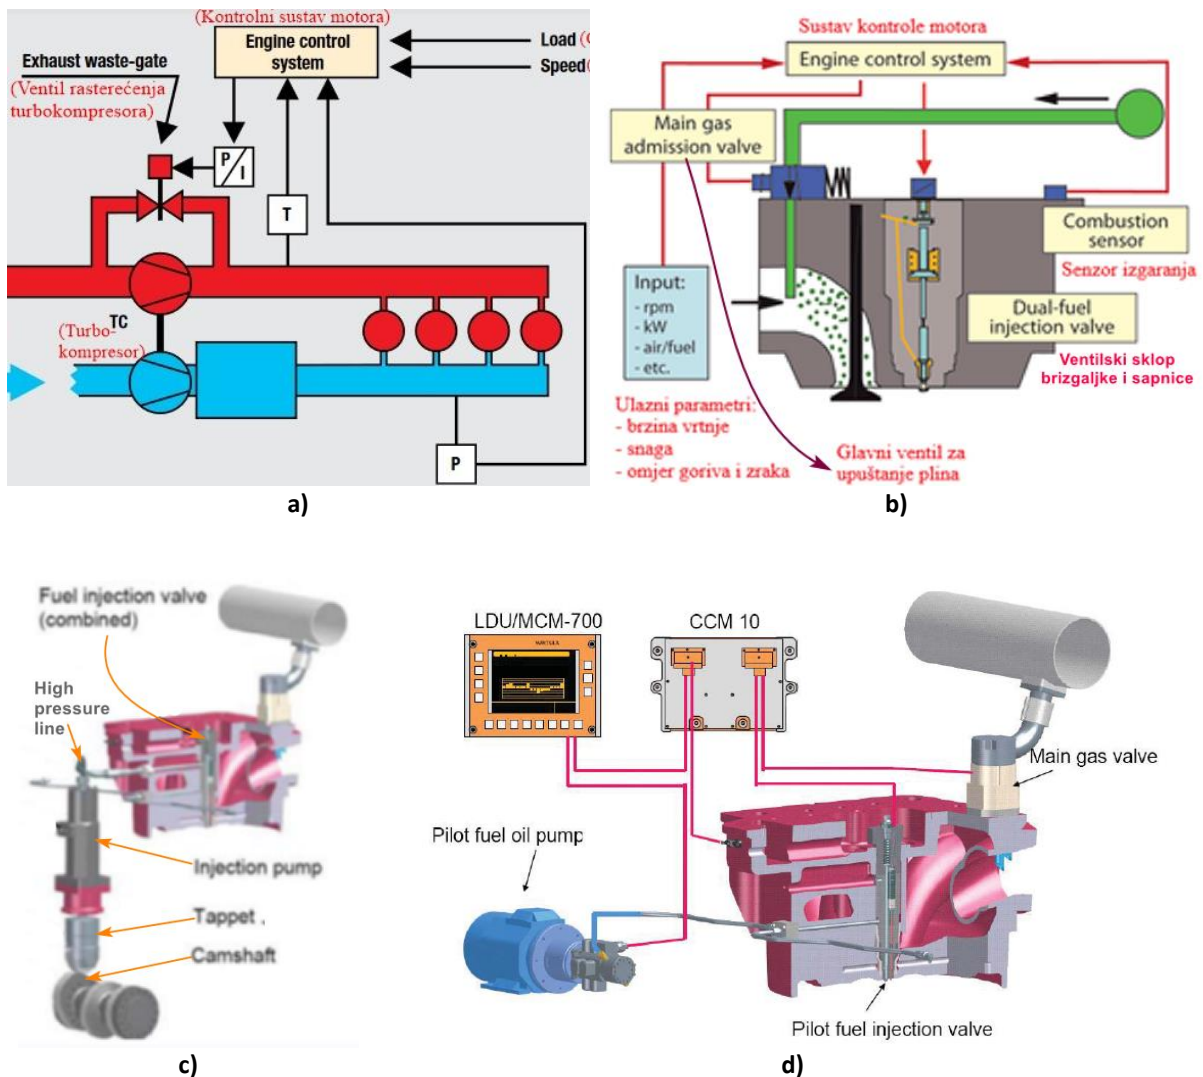 (Kontrolni sustav motora)
Engine control
system
Load (
Speed(
Exhaust waste-gate
(Ventil rasterećenja
turbokompresora)
P/I
T
TC
(Turbo-
kompresor)
P
a)
Sustav kontrole motora
Engine control system
Main gas
admission valve
Combustion
sensor
Senzor izgaranja
Input:
- rpm
- kW
- air/fuel
- etc.
Dual-fuel
injection valve
Ventilski sklop
brizgaljke i sapnice
Ulazni parametri:
- brzina vrtnje
- snaga
- omjer goriva i zraka
Glavni ventil za
upuštanje plina
b)
Fuel injection valve
(combined)
High
pressure
line
Injection pump
Tappet .
Camshaft
c)
LDU/MCM-700
CCM 10
Main gas valve
Pilot fuel oil pump
Pilot fuel injection valve
d)